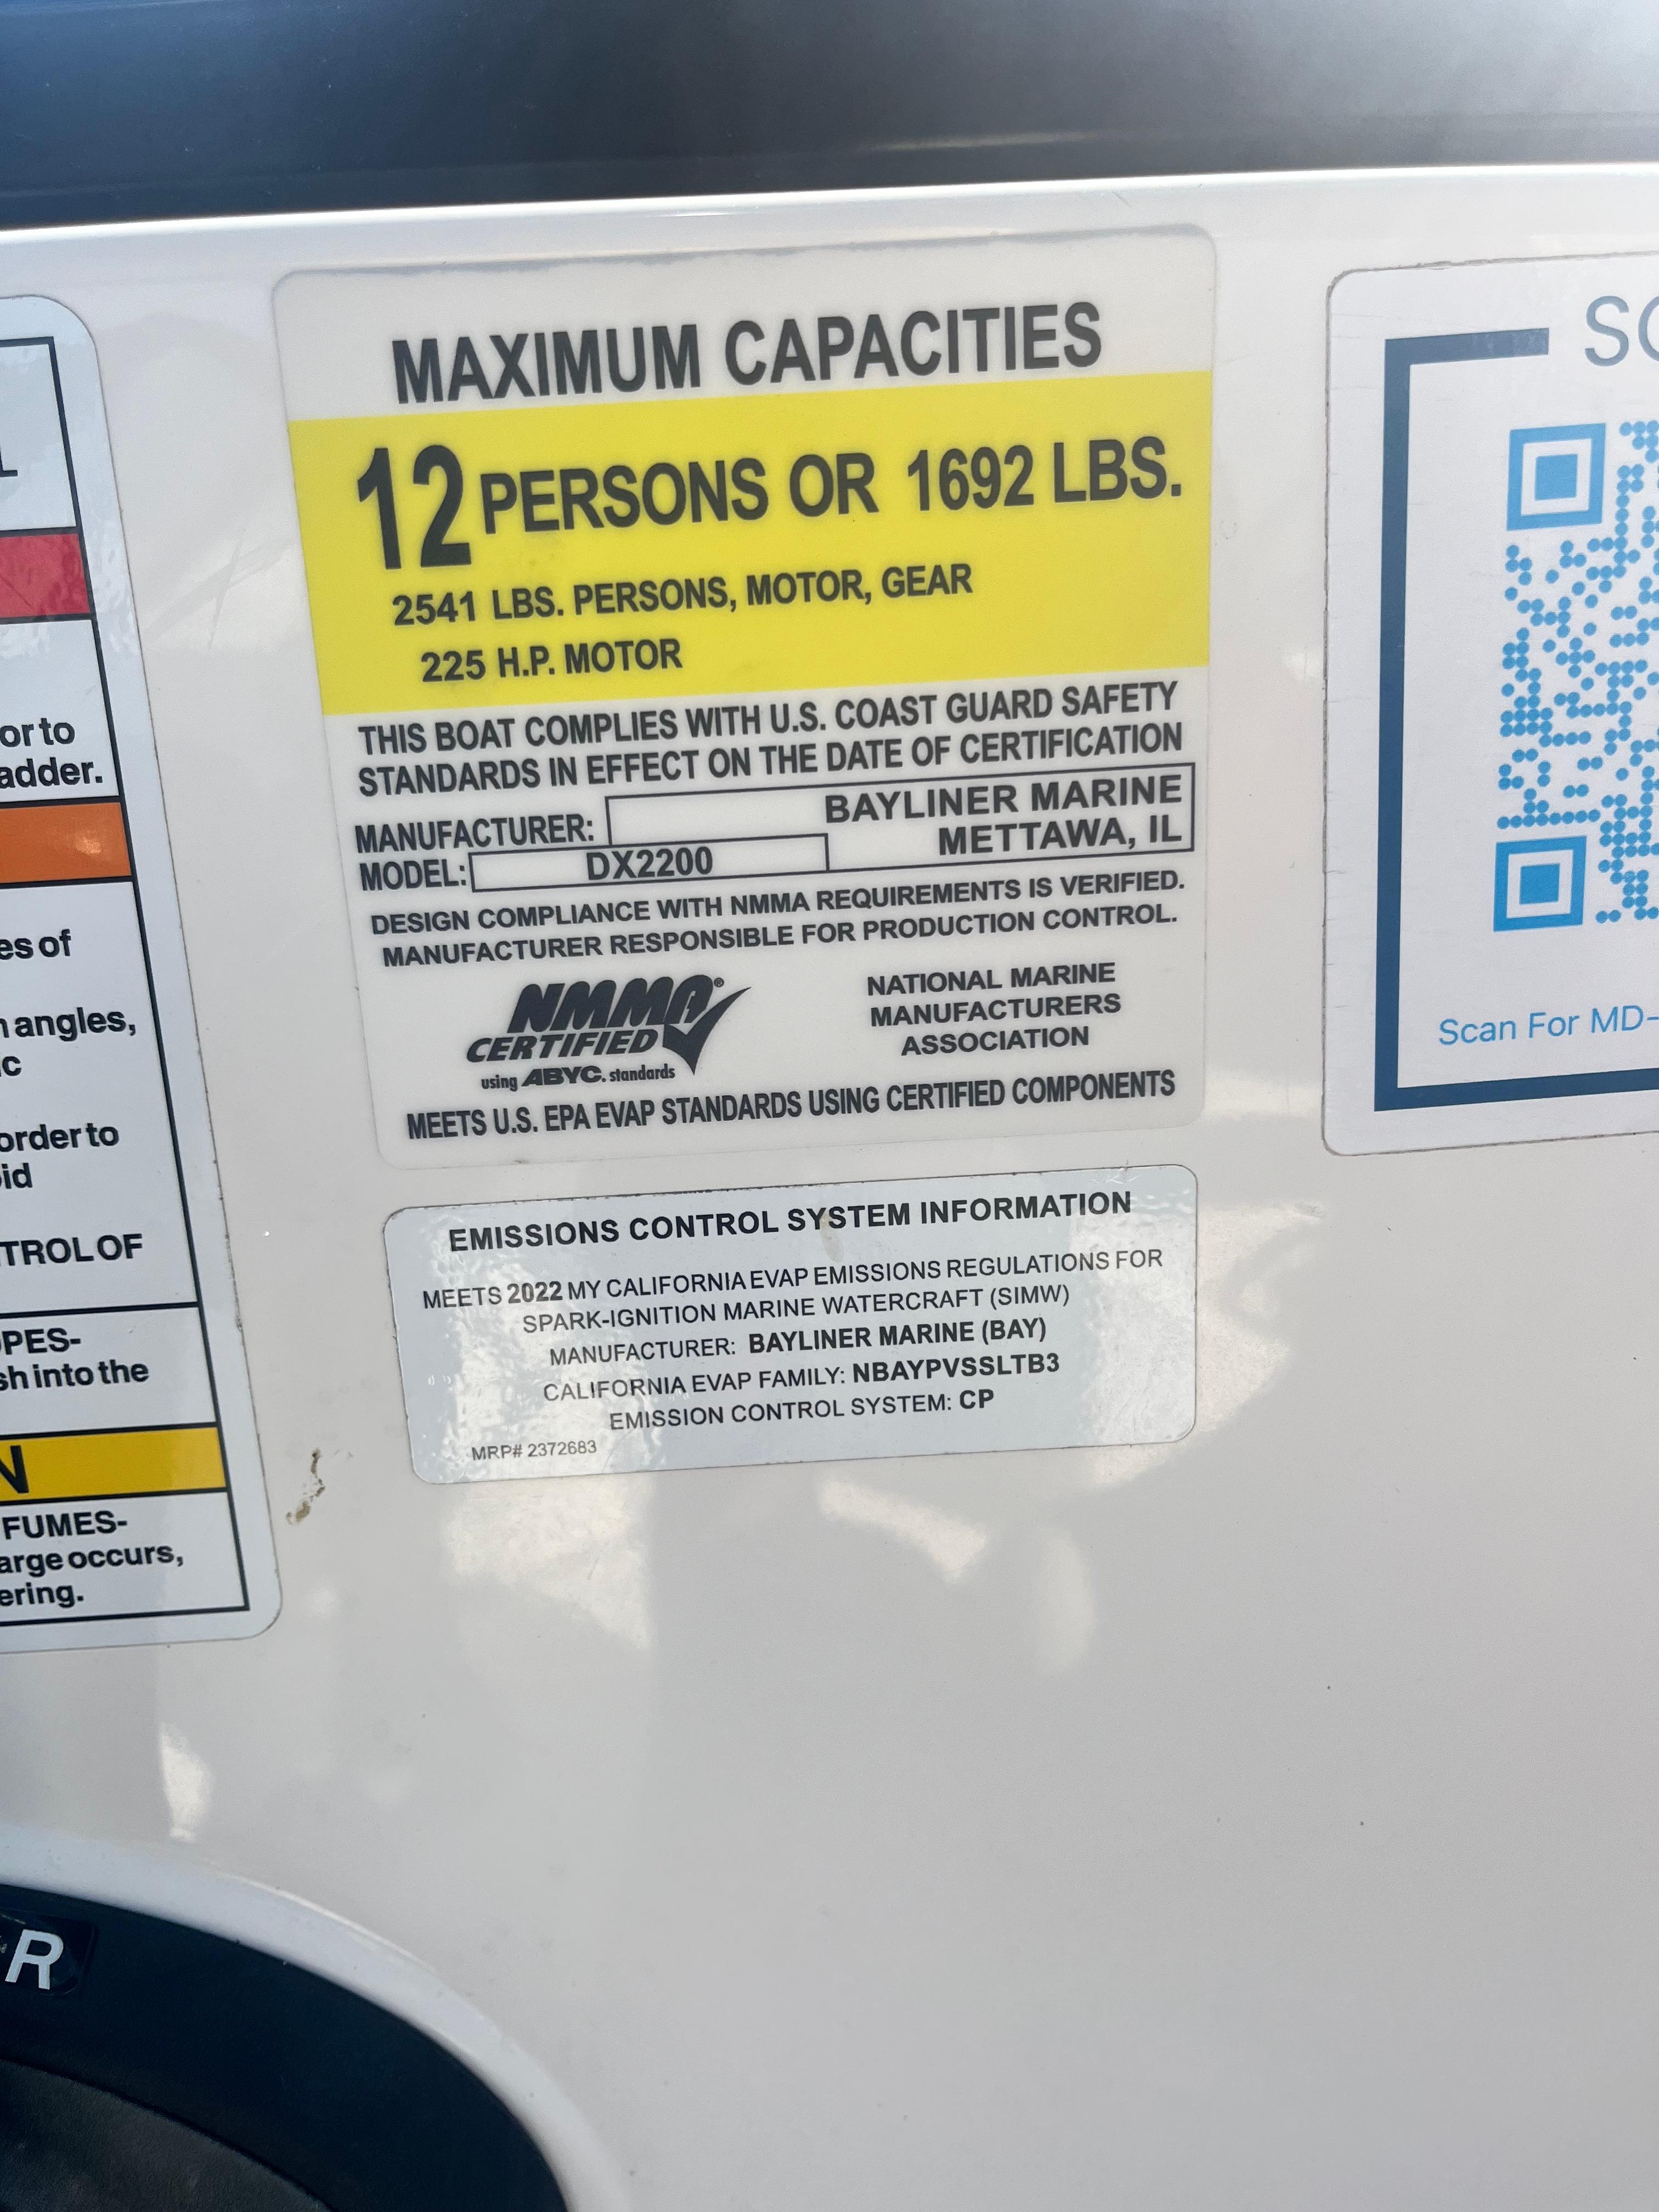 or to
adder.
es of
angles,
order to
TROL OF
OPES-
sh into the
N
FUMES-
arge occurs,
ering.
R
MAXIMUM CAPACITIES
12 PERSONS OR 1692 LBS.
2541 LBS. PERSONS, MOTOR, GEAR
225 H.P. MOTOR
THIS BOAT COMPLIES WITH U.S. COAST GUARD SAFETY
STANDARDS IN EFFECT ON THE DATE OF CERTIFICATION
MANUFACTURER: BAYLINER MARINE
METTAWA, IL
MODEL: DX2200
DESIGN COMPLIANCE WITH NMMA REQUIREMENTS IS VERIFIED.
MANUFACTURER RESPONSIBLE FOR PRODUCTION CONTROL.
NMMA®
CERTIFIED
using ABYC. standards
NATIONAL MARINE
MANUFACTURERS
ASSOCIATION
MEETS U.S. EPA EVAP STANDARDS USING CERTIFIED COMPONENTS
EMISSIONS CONTROL SYSTEM INFORMATION
MEETS 2022 MY CALIFORNIA EVAP EMISSIONS REGULATIONS FOR
SPARK-IGNITION MARINE WATERCRAFT (SIMW)
MANUFACTURER: BAYLINER MARINE (BAY)
CALIFORNIA EVAP FAMILY: NBAYPVSSLTB3
EMISSION CONTROL SYSTEM: CP
MRP# 2372683
SC
Scan For MD-